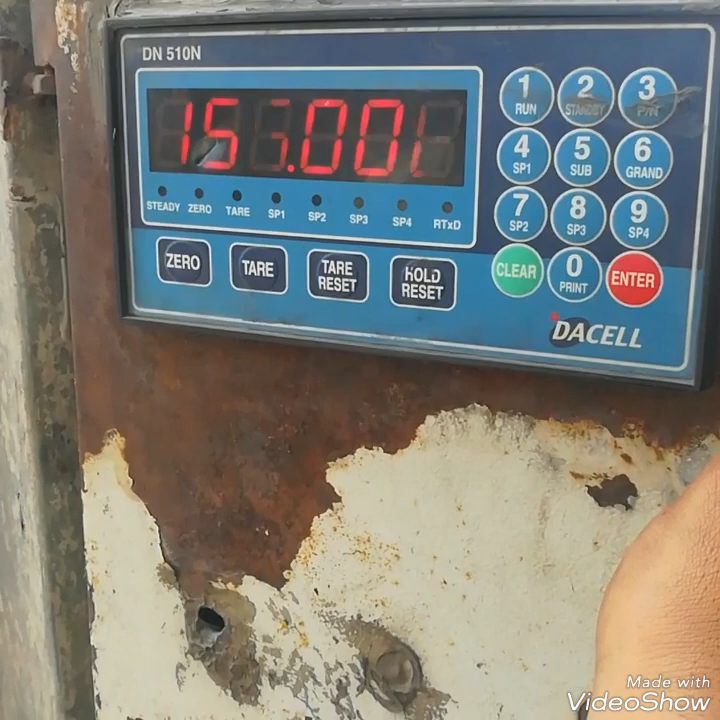 DN 510N
STEADY ZERO TARE SP1 SP2 SP3 SP4 RTxD
ZERO TARE TARE RESET HOLD RESET
1 RUN 2 STANDBY 3 P/N
4 SP1 5 SUB 6 GRAND
7 SP2 8 SP3 9 SP4
CLEAR 0 PRINT ENTER
DACELL
Made with
VideoShow